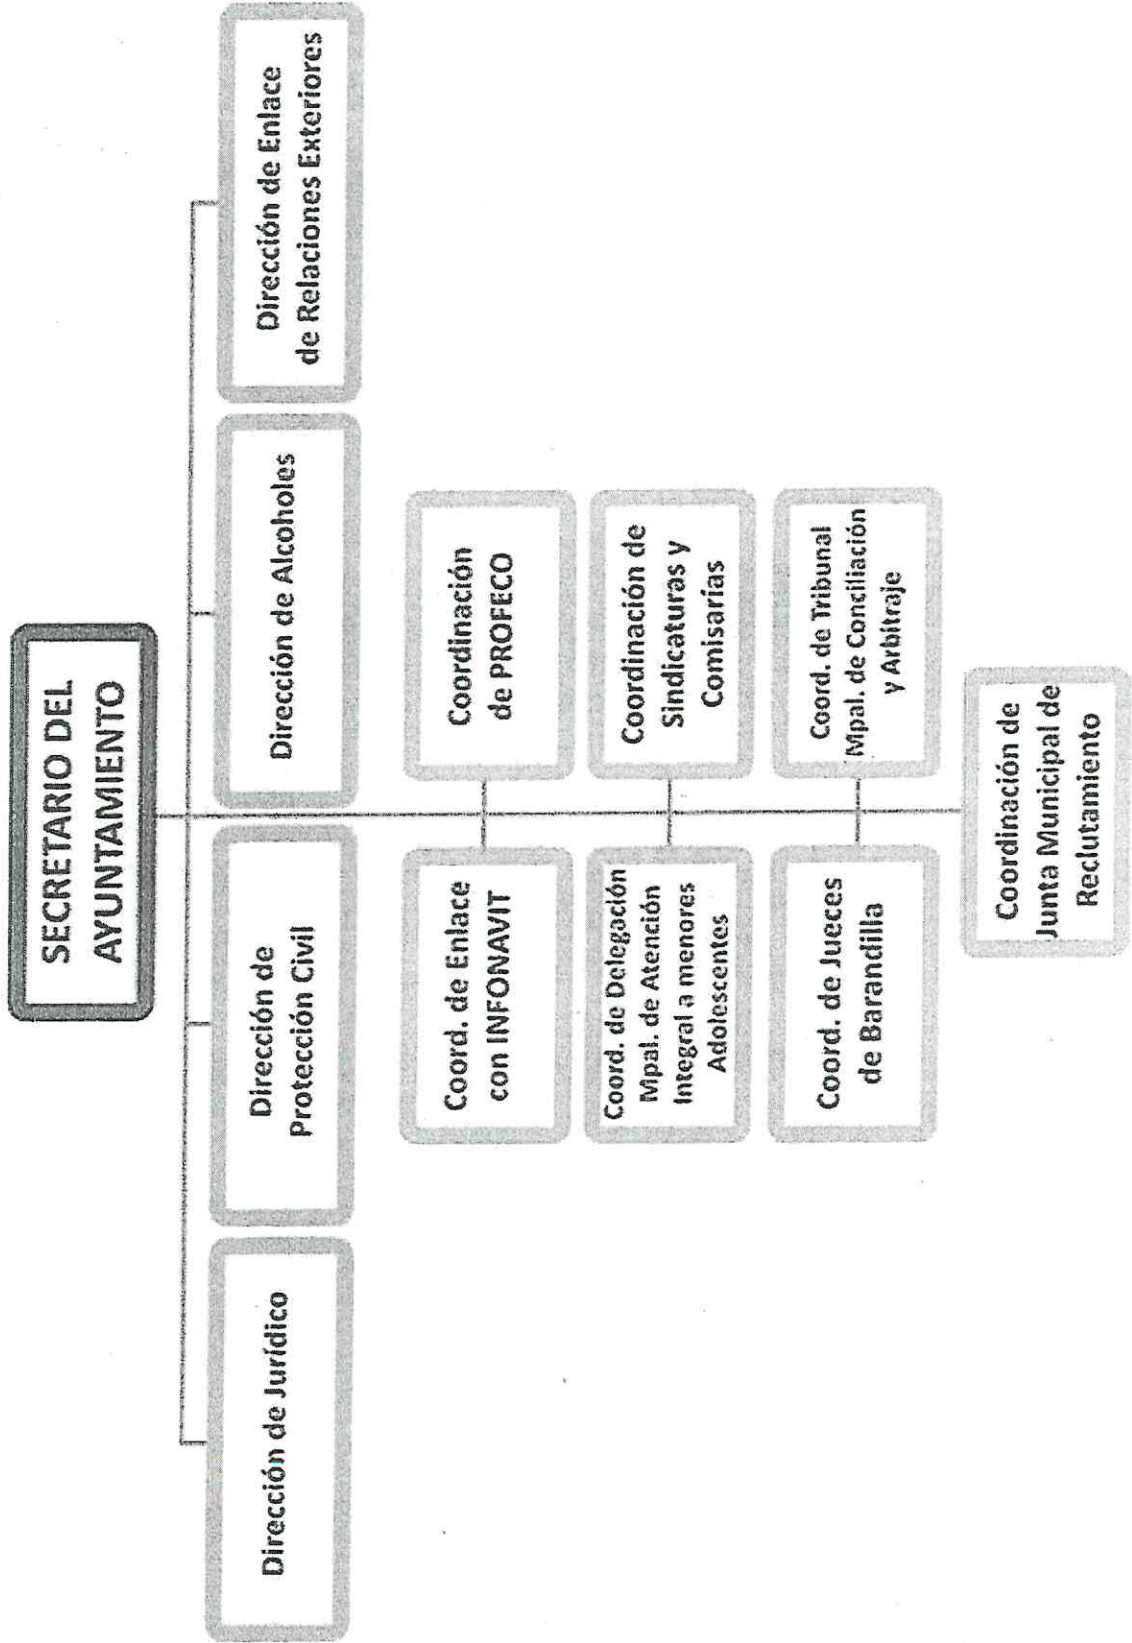 SECRETARIO DEL
AYUNTAMIENTO
Dirección de Jurídico
Dirección de
Protección Civil
Dirección de Alcoholes
Dirección de Enlace
de Relaciones Exteriores
Coord. de Enlace
con INFONAVIT
Coordinación
de PROFECO
Coord. de Delegación
Mpal. de Atención
Integral a menores
Adolescentes
Coordinación de
Sindicaturas y
Comisarías
Coord. de Jueces
de Barandilla
Coord. de Tribunal
Mpal. de Conciliación
y Arbitraje
Coordinación de
Junta Municipal de
Reclutamiento